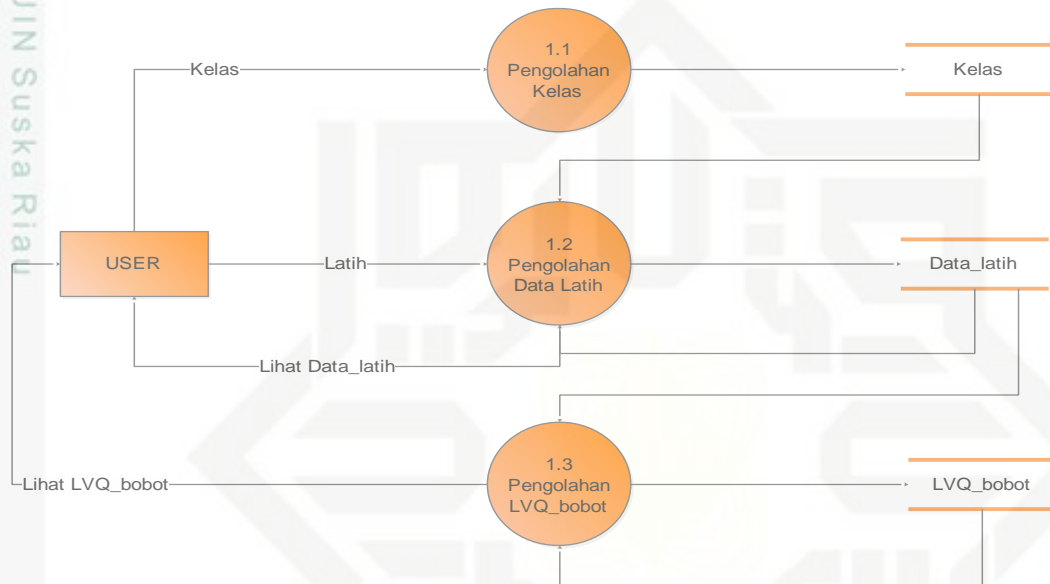 UIN Suska Riau
1.1
Pengolahan
Kelas
Kelas
Kelas
1.2
Pengolahan
Data Latih
USER
Latih
Data_latih
Lihat Data_latih
1.3
Pengolahan
LVQ_bobot
Lihat LVQ_bobot
LVQ_bobot